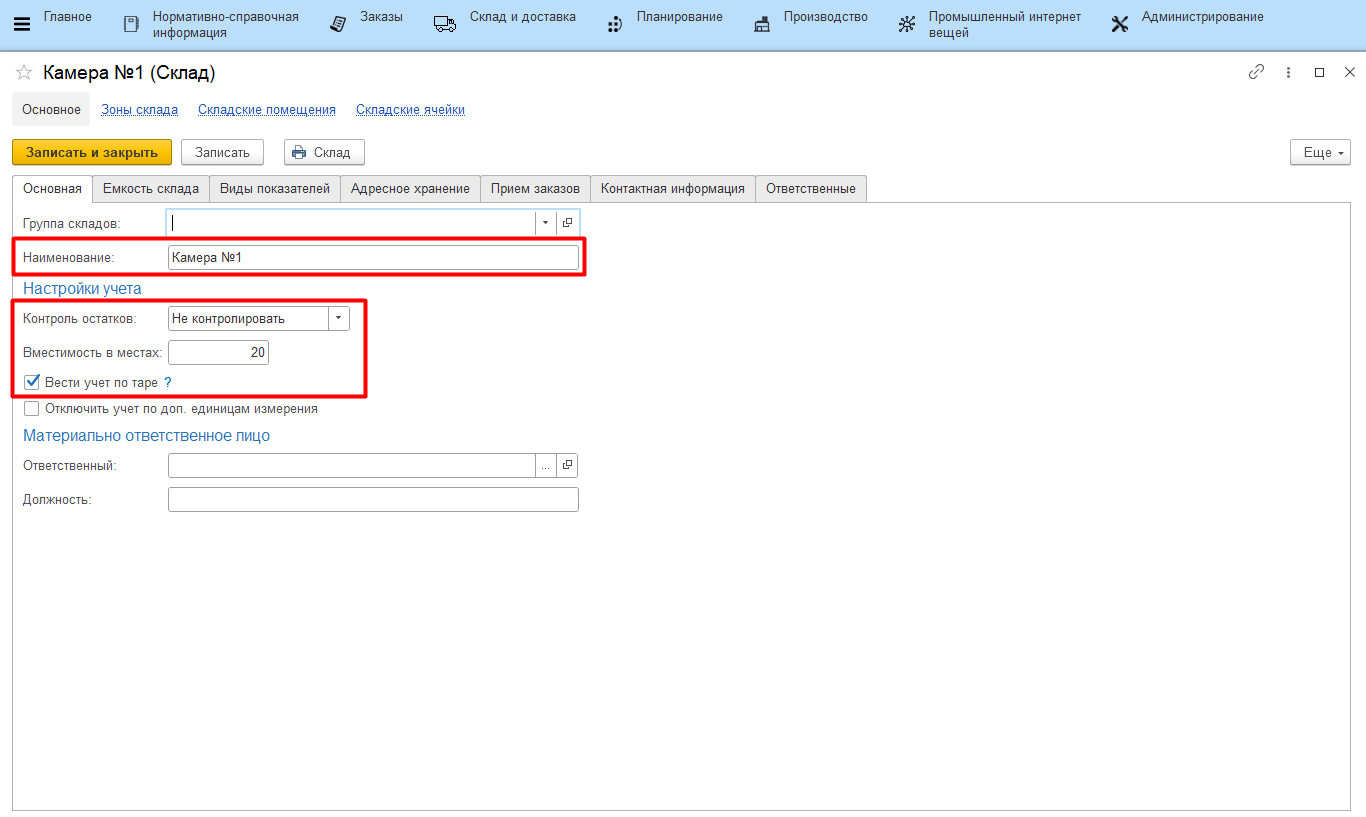 Главное
Нормативно-справочная
информация
Заказы
Склад и доставка
Планирование
Производство
Промышленный интернет
вещей
Администрирование
Камера №1 (Склад)
Основное Зоны склада Складские помещения Складские ячейки
Записать и закрыть Записать Склад Еще
Основная Емкость склада Виды показателей Адресное хранение Прием заказов Контактная информация Ответственные
Группа складов:
Наименование: Камера №1
Настройки учета
Контроль остатков: Не контролировать
Вместимость в местах: 20
Вести учет по таре ?
Отключить учет по доп. единицам измерения
Материально ответственное лицо
Ответственный: ...
Должность: